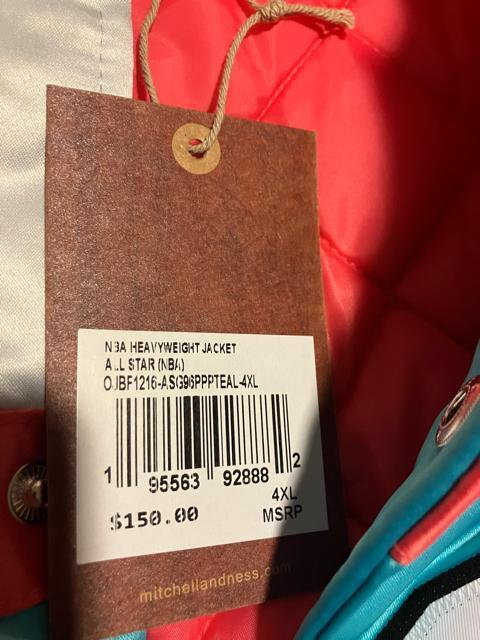 NBA HEAVYWEIGHT JACKET
ALL STAR (NBA)
OJBF1216-ASG96PPPTEAL-4XL
1 95563 92888 2
4XL
$150.00 MSRP
mitchellandness.com